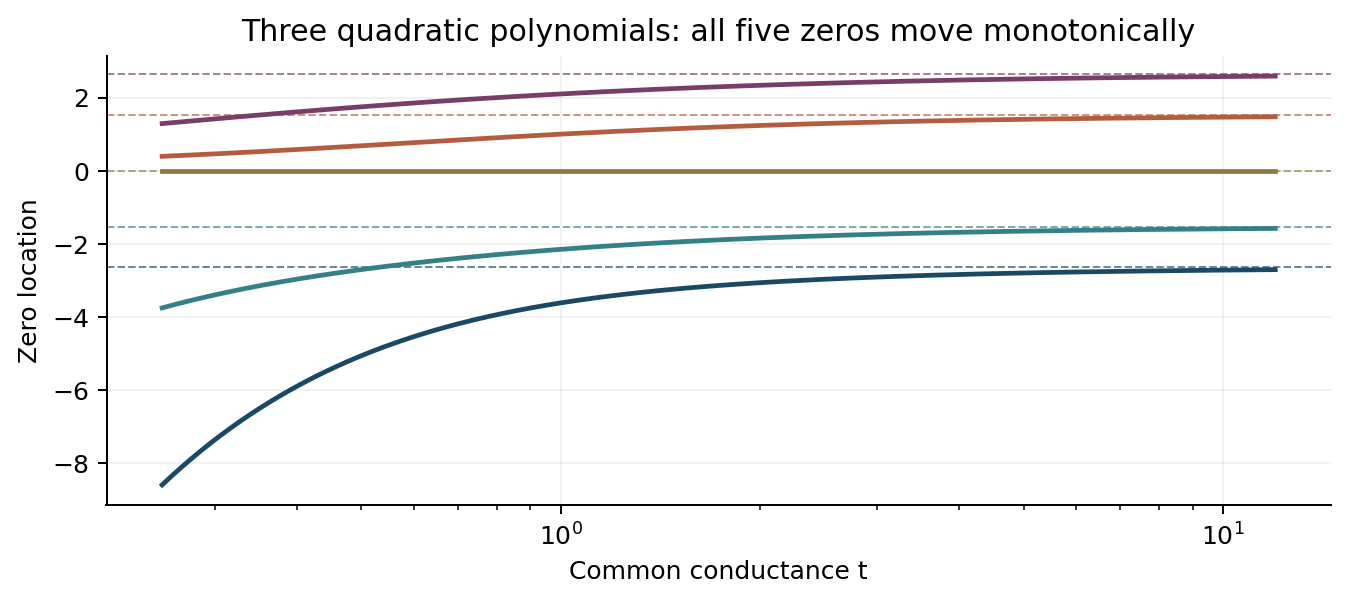 Three quadratic polynomials: all five zeros move monotonically
Zero location
2
0
−2
−4
−6
−8
10⁰
10¹
Common conductance t